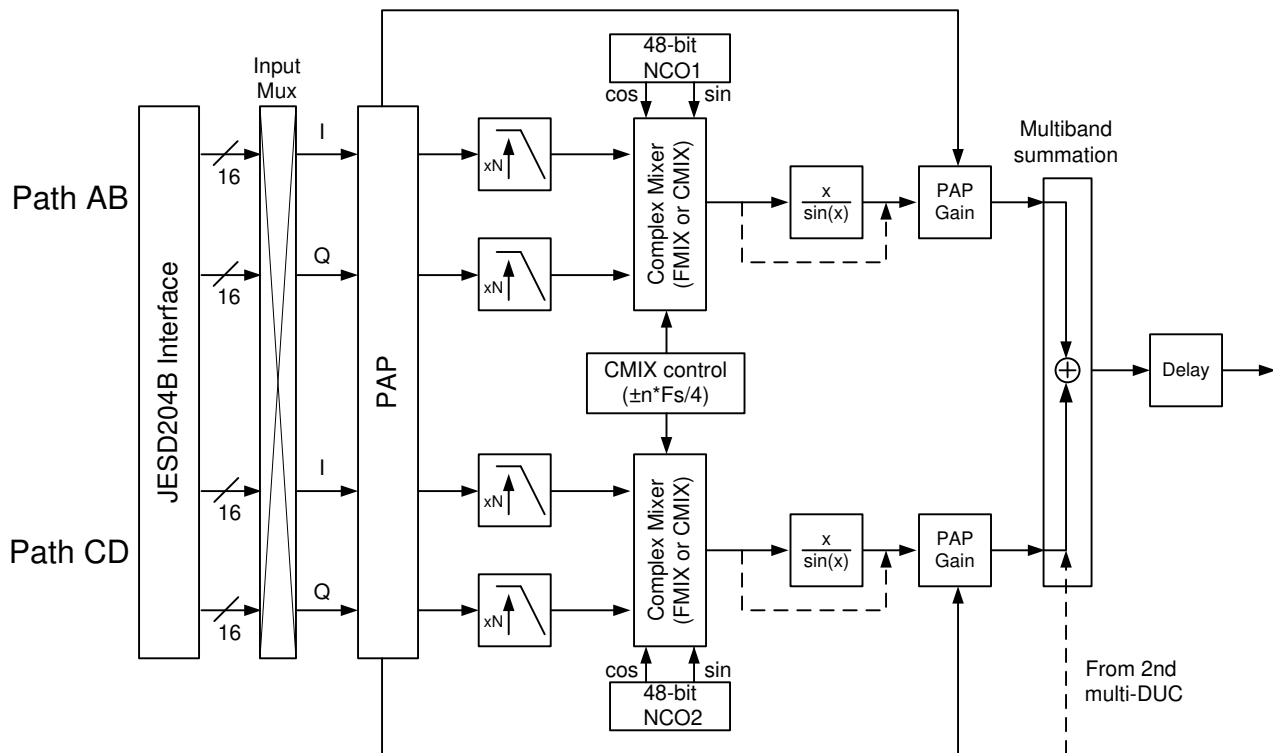 48-bit
NCO1
cos
sin
Input
Mux
Multiband
summation
Path AB
Path CD
JESD204B Interface
16
16
16
16
I
Q
I
Q
PAP
xN
xN
xN
xN
Complex Mixer
(FMIX or CMIX)
CMIX control
(±n*Fs/4)
Complex Mixer
(FMIX or CMIX)
x
sin(x)
x
sin(x)
PAP
Gain
PAP
Gain
+
Delay
cos
sin
48-bit
NCO2
From 2nd
multi-DUC